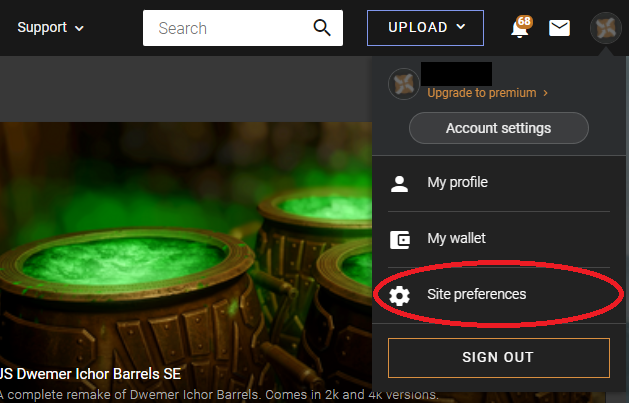 Support
Search
UPLOAD
68
Upgrade to premium
Account settings
My profile
My wallet
Site preferences
SIGN OUT
JS Dwemer Ichor Barrels SE
A complete remake of Dwemer Ichor Barrels. Comes in 2k and 4k versions.